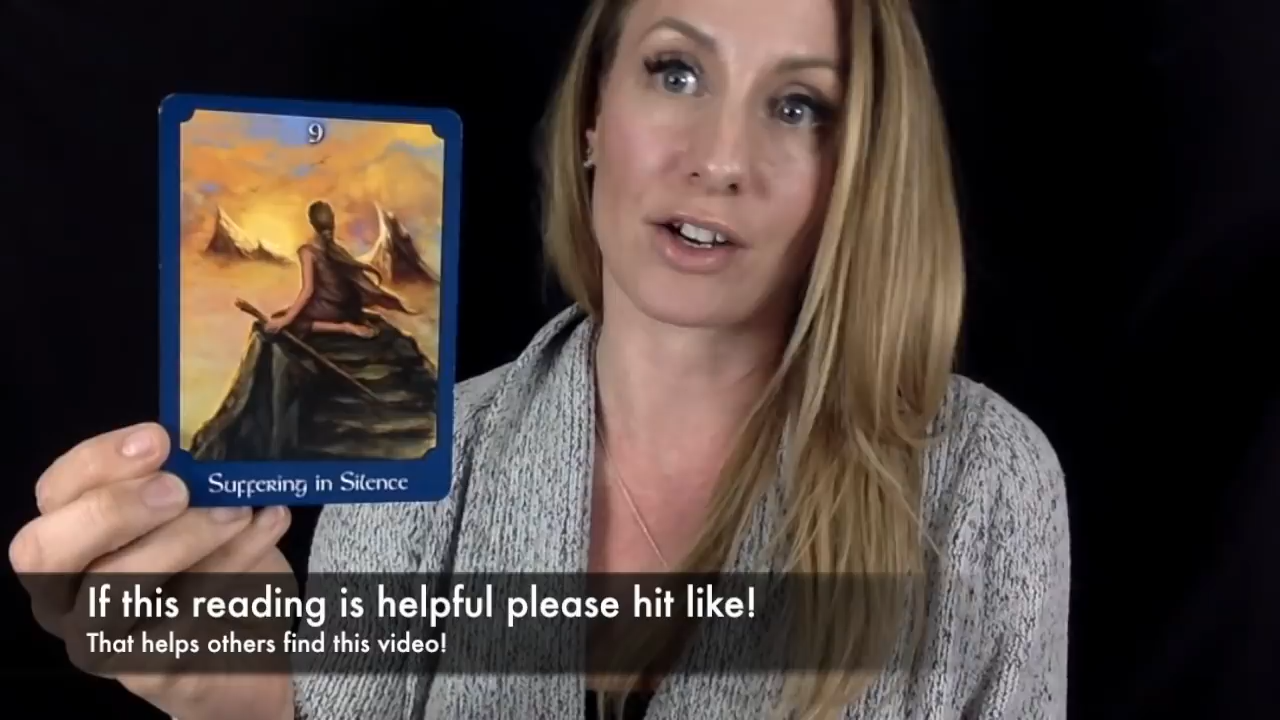 9
Suffering in Silence
If this reading is helpful please hit like!
That helps others find this video!